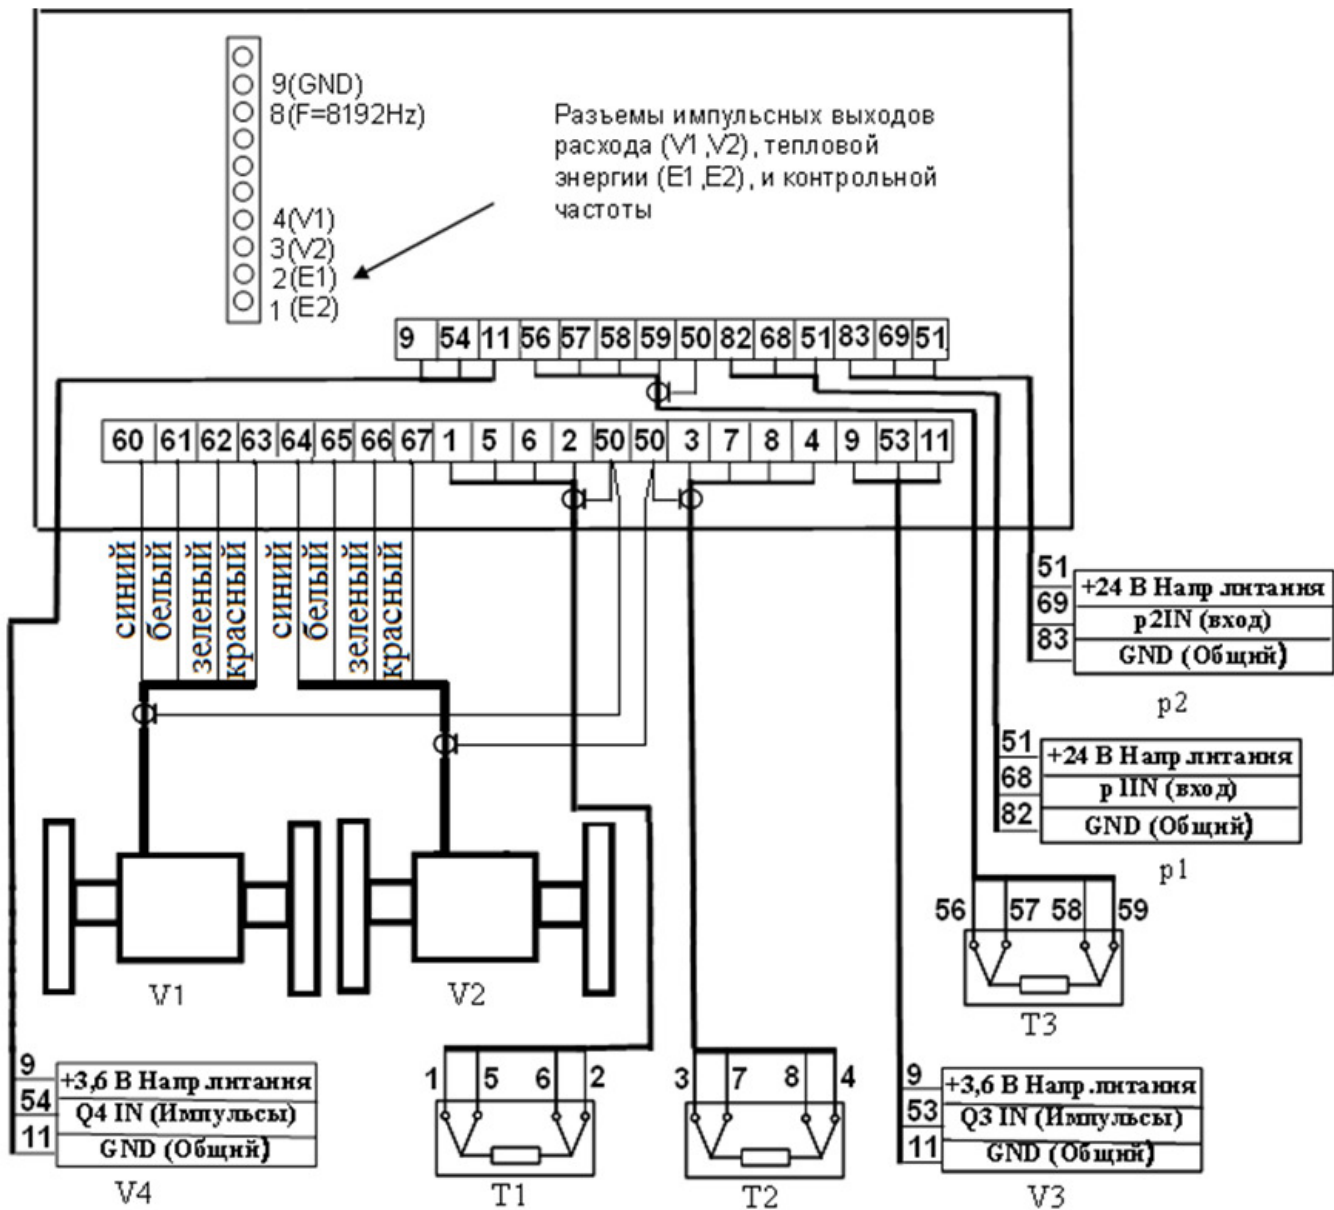 9(GND)
8(F=8192Hz)
4(V1)
3(V2)
2(E1)
1 (E2)
Разъемы импульсных выходов
расхода (V1,V2), тепловой
энергии (E1,E2), и контрольной
частоты
9 54 11 56 57 58 59 50 82 68 51 83 69 51
60 61 62 63 64 65 66 67 1 5 6 2 50 50 3 7 8 4 9 53 11
синий
белый
зеленый
красный
синий
белый
зеленый
красный
51 +24 В Напр.литания
69 p2IN (вход)
83 GND (Общий)
p2
51 +24 В Напр.литания
68 p1IN (вход)
82 GND (Общий)
p1
56 57 58 59
T3
V1
V2
9 +3,6 В Напр.литания
54 Q4 IN (Импульсы)
11 GND (Общий)
V4
1 5 6 2
T1
3 7 8 4
T2
9 +3,6 В Напр.литания
53 Q3 IN (Импульсы)
11 GND (Общий)
V3